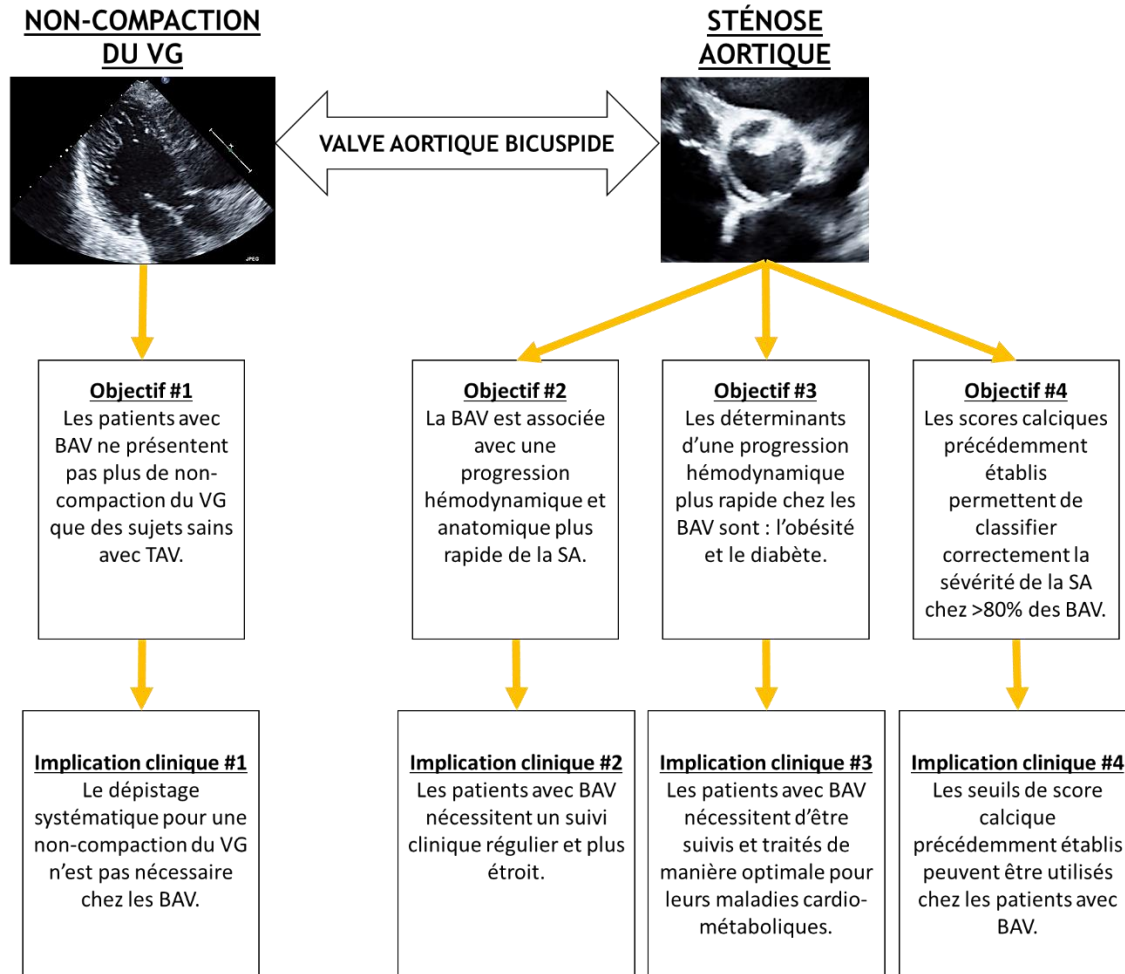 NON-COMPACTION
DU VG
STÉNOSE
AORTIQUE
VALVE AORTIQUE BICUSPIDE
JPEG
Objectif #1
Les patients avec
BAV ne présentent
pas plus de non-
compaction du VG
que des sujets sains
avec TAV.
Objectif #2
La BAV est associée
avec une
progression
hémodynamique et
anatomique plus
rapide de la SA.
Objectif #3
Les déterminants
d’une progression
hémodynamique
plus rapide chez les
BAV sont : l’obésité
et le diabète.
Objectif #4
Les scores calciques
précédemment
établis
permettent de
classifier
correctement la
sévérité de la SA
chez >80% des BAV.
Implication clinique #1
Le dépistage
systématique pour une
non-compaction du VG
n’est pas nécessaire
chez les BAV.
Implication clinique #2
Les patients avec BAV
nécessitent un suivi
clinique régulier et plus
étroit.
Implication clinique #3
Les patients avec BAV
nécessitent d’être
suivis et traités de
manière optimale pour
leurs maladies cardio-
métaboliques.
Implication clinique #4
Les seuils de score
calcique
précédemment établis
peuvent être utilisés
chez les patients avec
BAV.